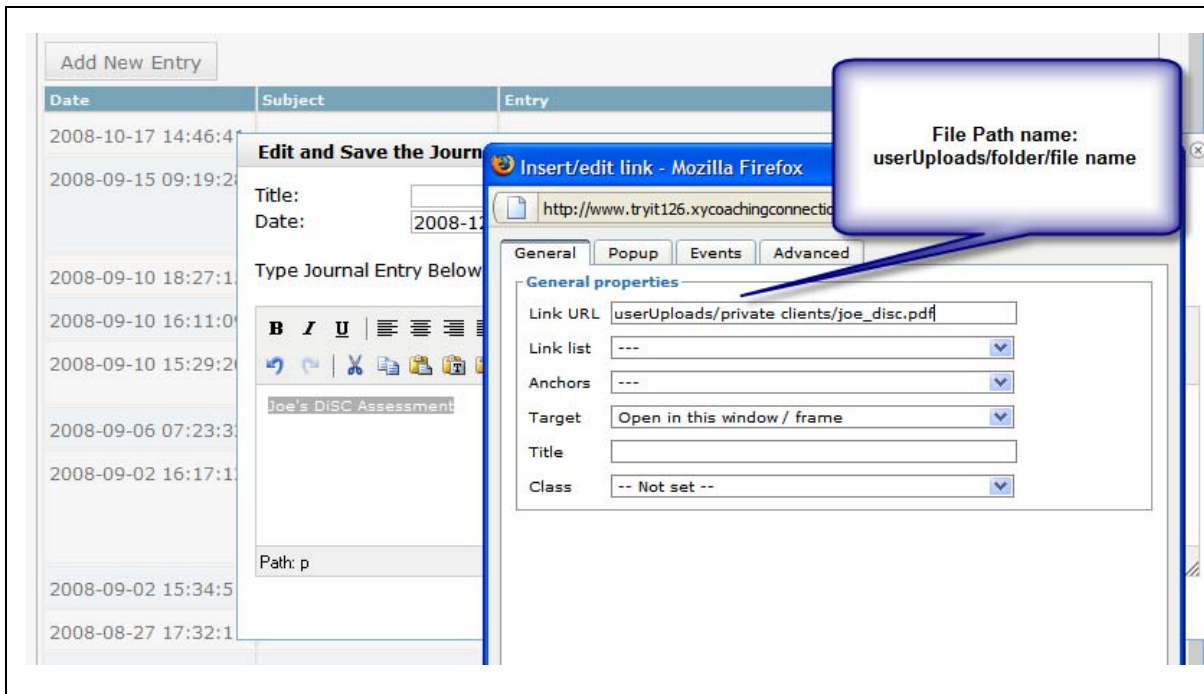 Add New Entry
Date Subject Entry
2008-10-17 14:46:4
2008-09-15 09:19:2
2008-09-10 18:27:1
2008-09-10 16:11:0
2008-09-10 15:29:2
2008-09-06 07:23:3
2008-09-02 16:17:1
2008-09-02 15:34:5
2008-08-27 17:32:1
Edit and Save the Journ
Title:
Date: 2008-12
Type Journal Entry Below
B I U
Joe's DiSC Assessment
Path: p
Insert/edit link - Mozilla Firefox
http://www.tryit126.xycoachingconnectio
General Popup Events Advanced
General properties
Link URL userUploads/private clients/joe_disc.pdf
Link list ---
Anchors ---
Target Open in this window / frame
Title
Class -- Not set --
File Path name:
userUploads/folder/file name